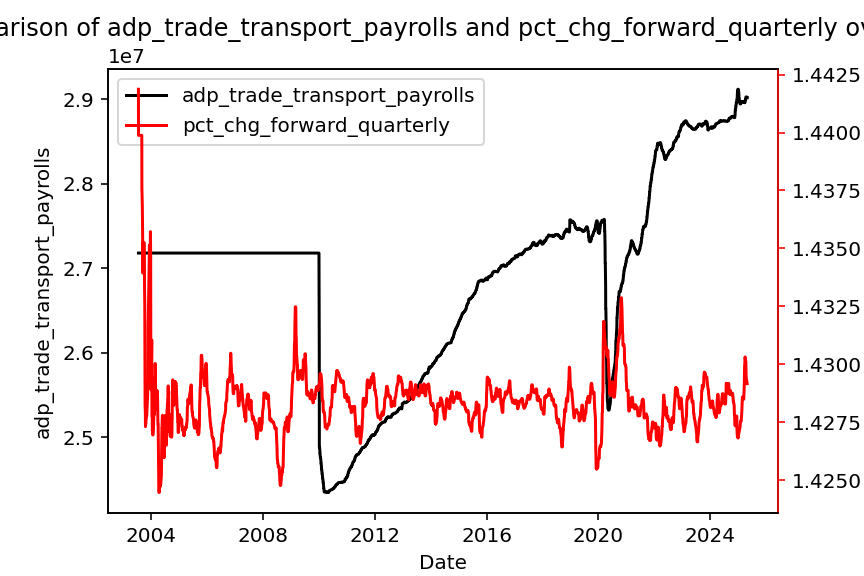 arison of adp_trade_transport_payrolls and pct_chg_forward_quarterly ov
1e7
adp_trade_transport_payrolls
pct_chg_forward_quarterly
adp_trade_transport_payrolls
2.9
2.8
2.7
2.6
2.5
1.4425
1.4400
1.4375
1.4350
1.4325
1.4300
1.4275
1.4250
2004 2008 2012 2016 2020 2024
Date